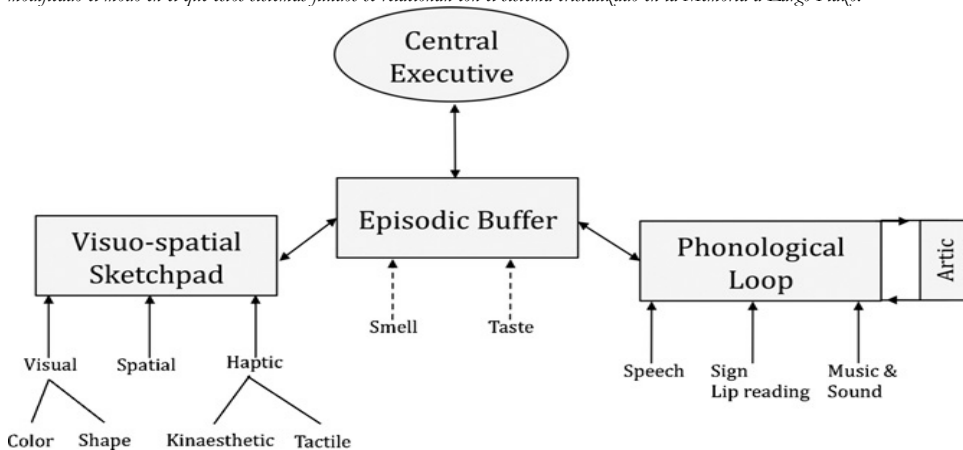 Central
Executive
Episodic Buffer
Visuo-spatial
Sketchpad
Phonological
Loop
Artic
Smell
Taste
Visual
Spatial
Haptic
Speech
Sign
Lip reading
Music &
Sound
Color
Shape
Kinaesthetic
Tactile